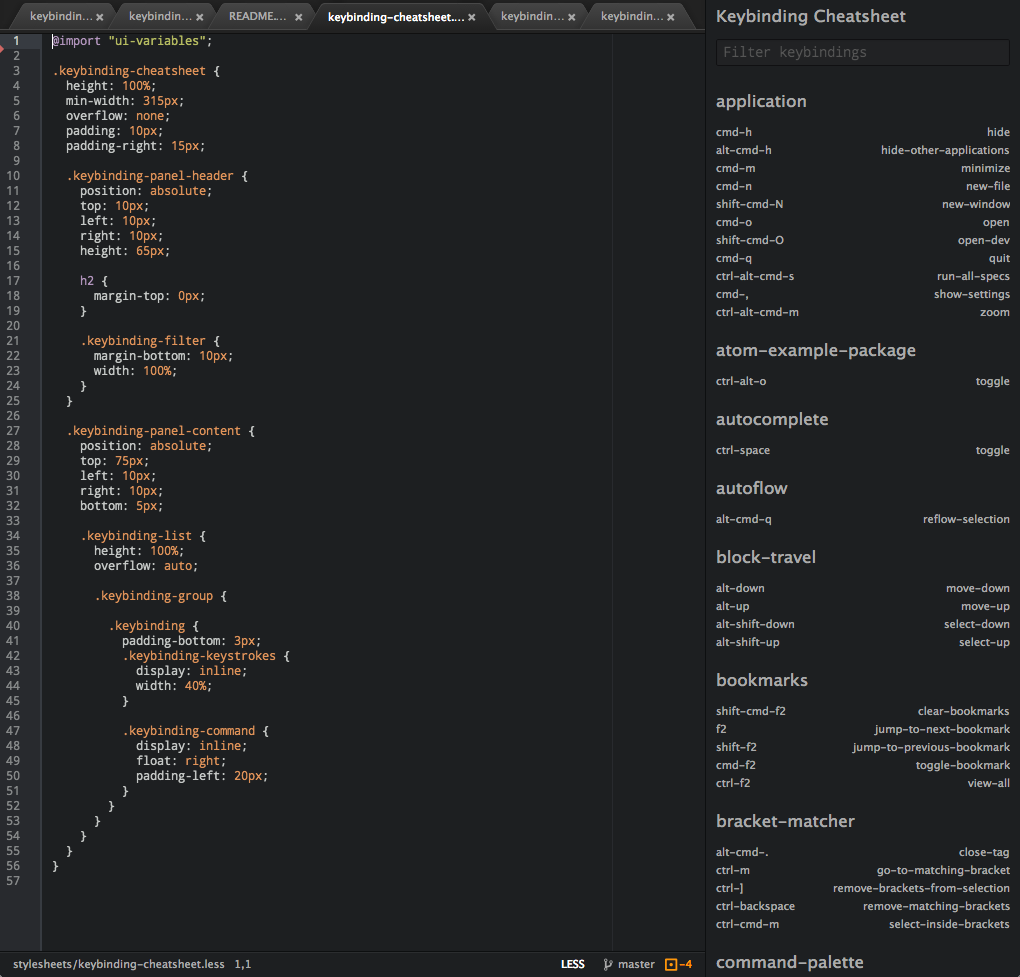 keybinding... × keybinding... × README.... × keybinding-cheatsheet.... × keybinding... × keybinding... ×
1 @import "ui-variables";
2
3 .keybinding-cheatsheet {
4 height: 100%;
5 min-width: 315px;
6 overflow: none;
7 padding: 10px;
8 padding-right: 15px;
9
10 .keybinding-panel-header {
11 position: absolute;
12 top: 10px;
13 left: 10px;
14 right: 10px;
15 height: 65px;
16
17 h2 {
18 margin-top: 0px;
19 }
20
21 .keybinding-filter {
22 margin-bottom: 10px;
23 width: 100%;
24 }
25 }
26
27 .keybinding-panel-content {
28 position: absolute;
29 top: 75px;
30 left: 10px;
31 right: 10px;
32 bottom: 5px;
33
34 .keybinding-list {
35 height: 100%;
36 overflow: auto;
37
38 .keybinding-group {
39
40 .keybinding {
41 padding-bottom: 3px;
42 .keybinding-keystrokes {
43 display: inline;
44 width: 40%;
45 }
46
47 .keybinding-command {
48 display: inline;
49 float: right;
50 padding-left: 20px;
51 }
52 }
53 }
54 }
55 }
56 }
57
stylesheets/keybinding-cheatsheet.less 1,1 LESS master -4
Keybinding Cheatsheet
Filter keybindings
application
cmd-h hide
alt-cmd-h hide-other-applications
cmd-m minimize
cmd-n new-file
shift-cmd-N new-window
cmd-o open
shift-cmd-O open-dev
cmd-q quit
ctrl-alt-cmd-s run-all-specs
cmd-, show-settings
ctrl-alt-cmd-m zoom
atom-example-package
ctrl-alt-o toggle
autocomplete
ctrl-space toggle
autoflow
alt-cmd-q reflow-selection
block-travel
alt-down move-down
alt-up move-up
alt-shift-down select-down
alt-shift-up select-up
bookmarks
shift-cmd-f2 clear-bookmarks
f2 jump-to-next-bookmark
shift-f2 jump-to-previous-bookmark
cmd-f2 toggle-bookmark
ctrl-f2 view-all
bracket-matcher
alt-cmd-. close-tag
ctrl-m go-to-matching-bracket
ctrl-] remove-brackets-from-selection
ctrl-backspace remove-matching-brackets
ctrl-cmd-m select-inside-brackets
command-palette